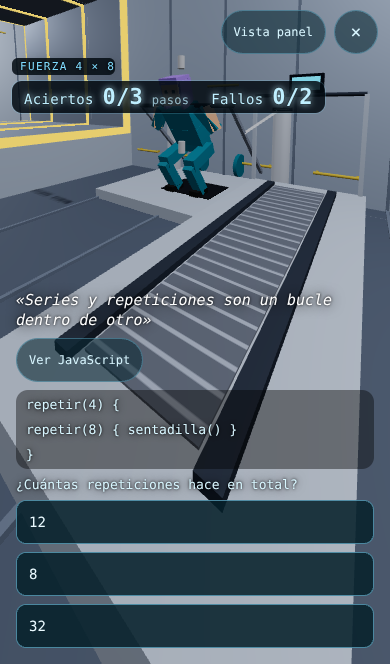 Vista panel
×
FUERZA 4 × 8
Aciertos 0/3 pasos Fallos 0/2
«Series y repeticiones son un bucle
dentro de otro»
Ver JavaScript
repetir(4) {
repetir(8) { sentadilla() }
}
¿Cuántas repeticiones hace en total?
12
8
32